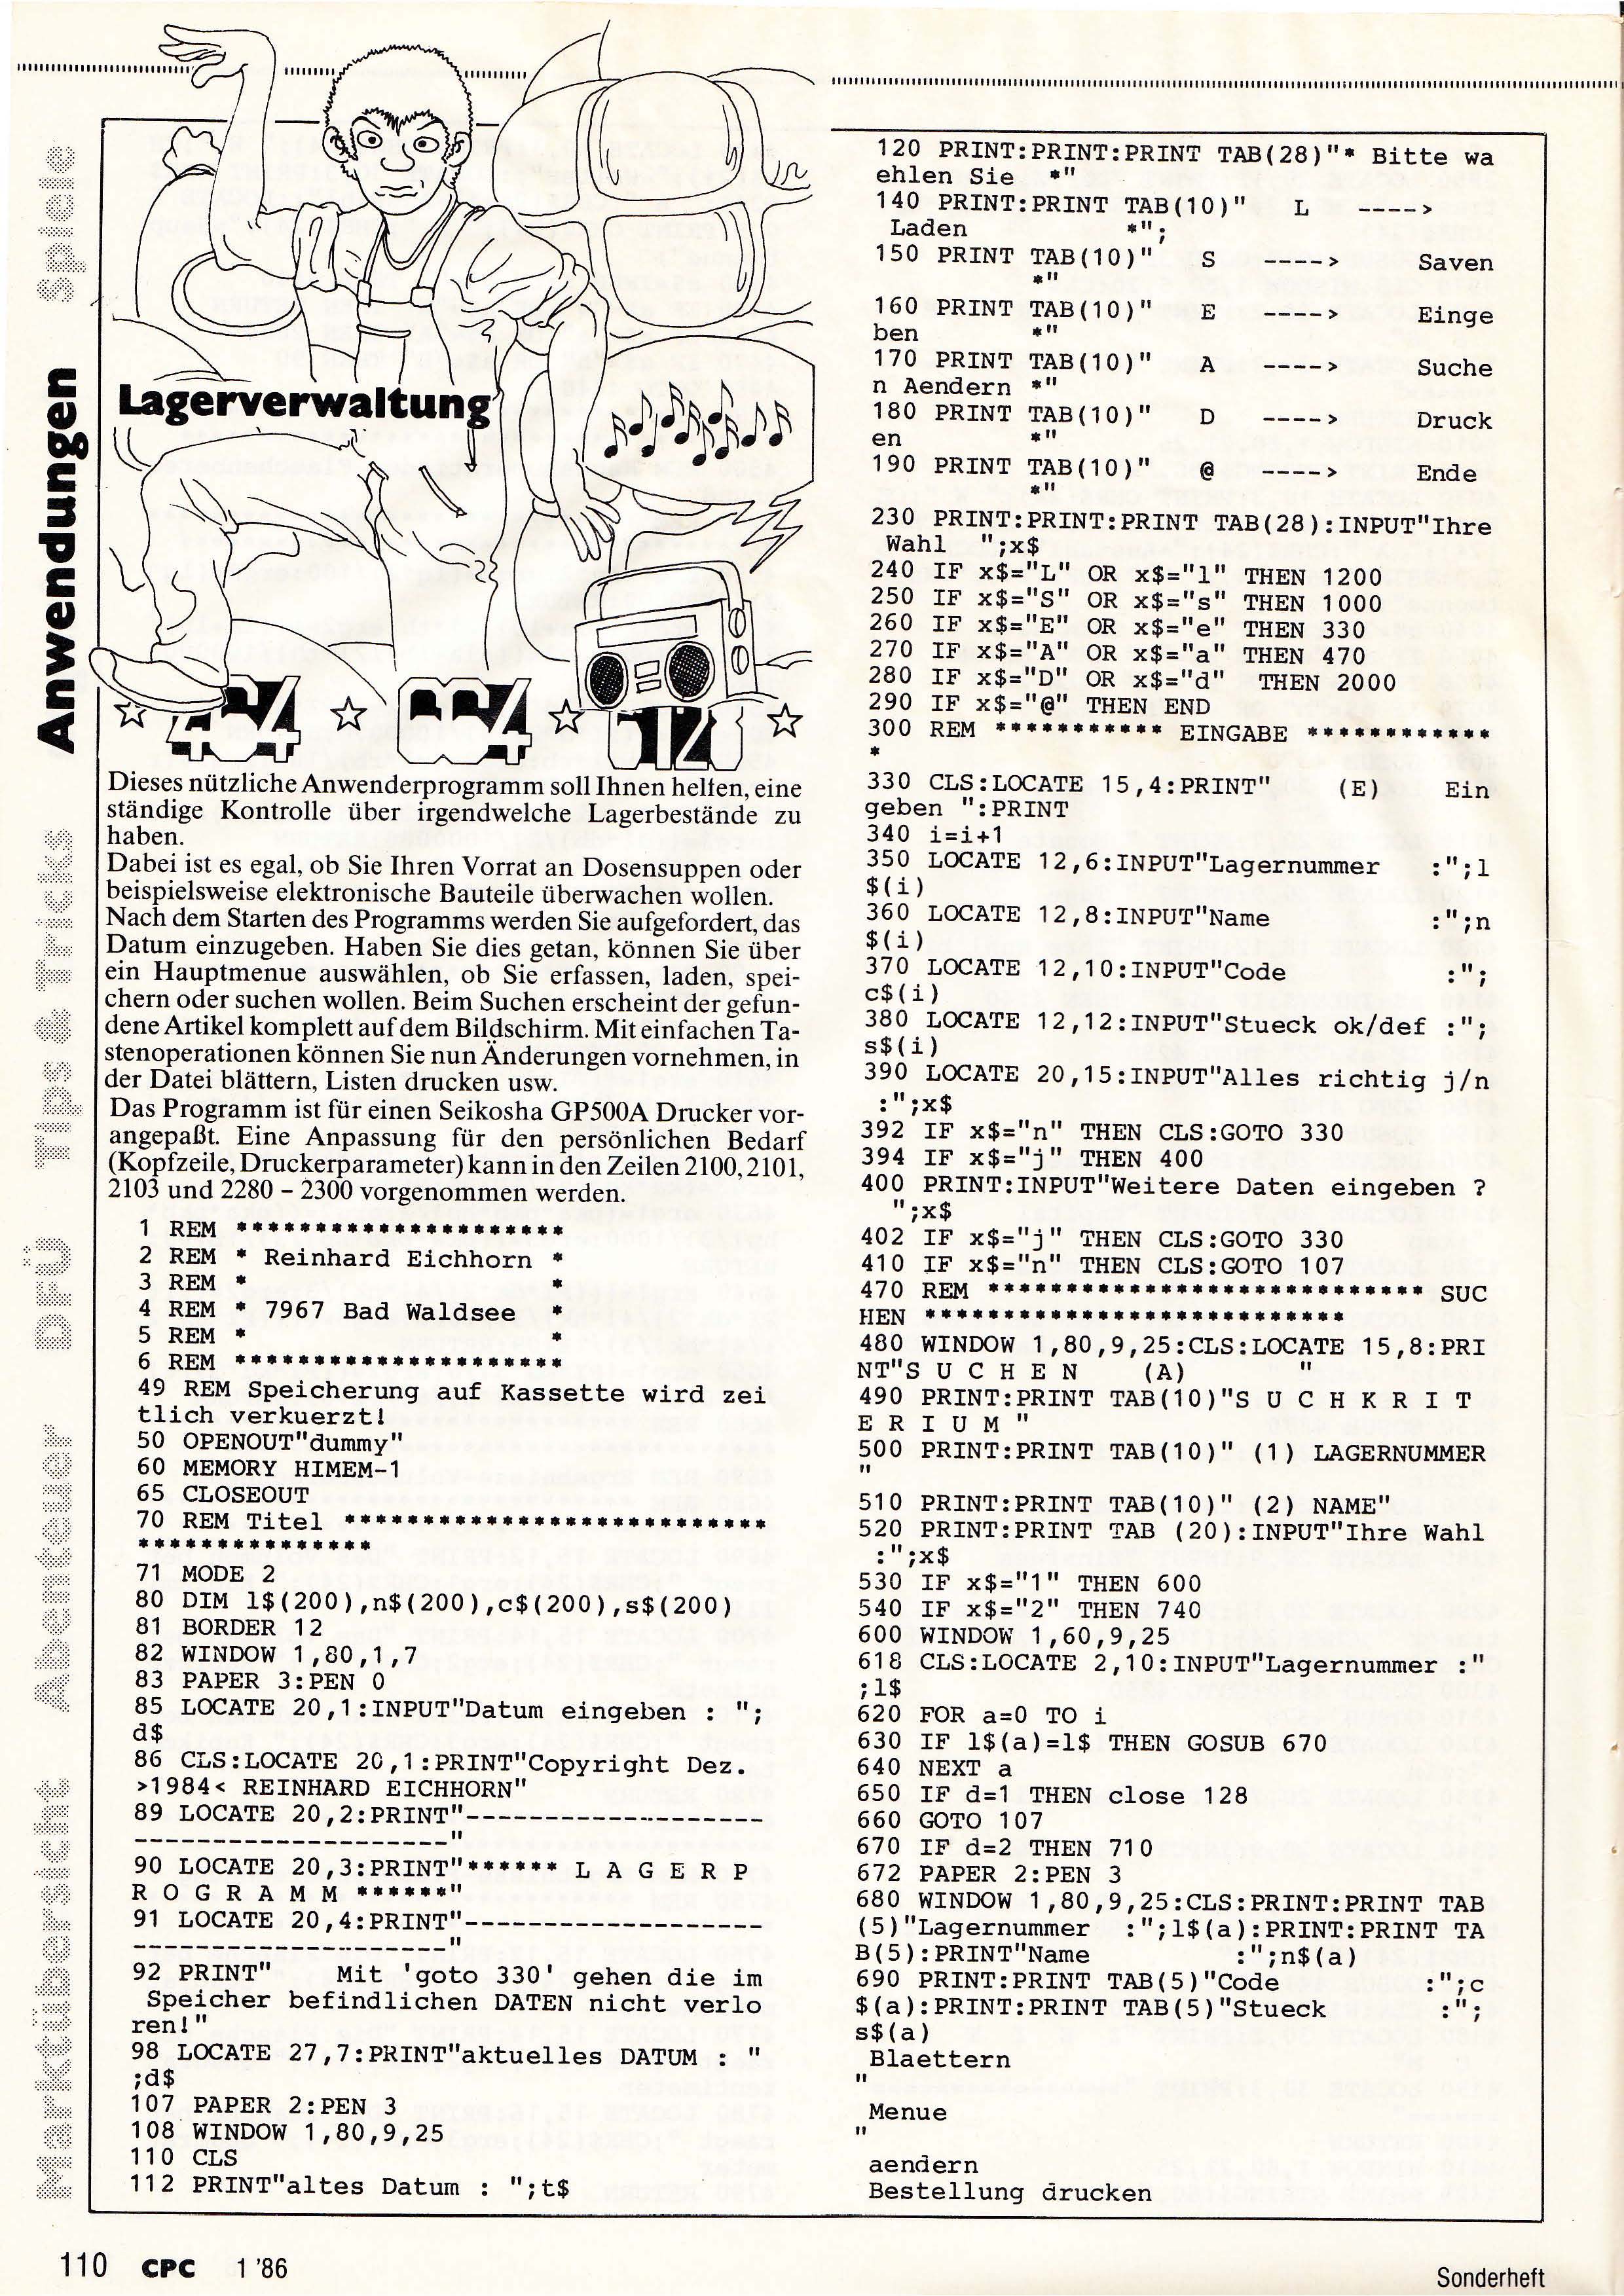 Spiele
Anwendungen
Tips & Tricks
DFÜ
Abenteuer
Marktübersicht
Lagerverwaltung
464 ☆ 664 ☆ 6128 ☆
Dieses nützliche Anwenderprogramm soll Ihnen helfen, eine
ständige Kontrolle über irgendwelche Lagerbestände zu
haben.
Dabei ist es egal, ob Sie Ihren Vorrat an Dosensuppen oder
beispielsweise elektronische Bauteile überwachen wollen.
Nach dem Starten des Programms werden Sie aufgefordert, das
Datum einzugeben. Haben Sie dies getan, können Sie über
ein Hauptmenue auswählen, ob Sie erfassen, laden, spei-
chern oder suchen wollen. Beim Suchen erscheint der gefun-
dene Artikel komplett auf dem Bildschirm. Mit einfachen Ta-
stenoperationen können Sie nun Änderungen vornehmen, in
der Datei blättern, Listen drucken usw.
Das Programm ist für einen Seikosha GP500A Drucker vor-
angepaßt. Eine Anpassung für den persönlichen Bedarf
(Kopfzeile, Druckerparameter) kann in den Zeilen 2100, 2101,
2103 und 2280 – 2300 vorgenommen werden.
1 REM *********************
2 REM * Reinhard Eichhorn *
3 REM *                   *
4 REM * 7967 Bad Waldsee  *
5 REM *                   *
6 REM *********************
49 REM Speicherung auf Kassette wird zei
tlich verkuerzt!
50 OPENOUT"dummy"
60 MEMORY HIMEM-1
65 CLOSEOUT
70 REM Titel ***************************
***************
71 MODE 2
80 DIM l$(200),n$(200),c$(200),s$(200)
81 BORDER 12
82 WINDOW 1,80,1,7
83 PAPER 3:PEN 0
85 LOCATE 20,1:INPUT"Datum eingeben : ";
d$
86 CLS:LOCATE 20,1:PRINT"Copyright Dez.
>1984< REINHARD EICHHORN"
89 LOCATE 20,2:PRINT"-------------------
--------------------"
90 LOCATE 20,3:PRINT"****** L A G E R P
R O G R A M M ******"
91 LOCATE 20,4:PRINT"-------------------
--------------------"
92 PRINT"    Mit 'goto 330' gehen die im
 Speicher befindlichen DATEN nicht verlo
ren!"
98 LOCATE 27,7:PRINT"aktuelles DATUM : "
;d$
107 PAPER 2:PEN 3
108 WINDOW 1,80,9,25
110 CLS
112 PRINT"altes Datum : ";t$
120 PRINT:PRINT:PRINT TAB(28)"* Bitte wa
ehlen Sie  *"
140 PRINT:PRINT TAB(10)"   L   ---->
 Laden          *";
150 PRINT TAB(10)"   S   ---->     Saven
          *"
160 PRINT TAB(10)"   E   ---->     Einge
ben       *"
170 PRINT TAB(10)"   A   ---->     Suche
n Aendern *"
180 PRINT TAB(10)"   D   ---->     Druck
en        *"
190 PRINT TAB(10)"   @   ---->     Ende
          *"
230 PRINT:PRINT:PRINT TAB(28):INPUT"Ihre
 Wahl  ";x$
240 IF x$="L" OR x$="l" THEN 1200
250 IF x$="S" OR x$="s" THEN 1000
260 IF x$="E" OR x$="e" THEN 330
270 IF x$="A" OR x$="a" THEN 470
280 IF x$="D" OR x$="d"  THEN 2000
290 IF x$="@" THEN END
300 REM *********** EINGABE ************
*
330 CLS:LOCATE 15,4:PRINT"    (E)    Ein
geben ":PRINT
340 i=i+1
350 LOCATE 12,6:INPUT"Lagernummer   :";l
$(i)
360 LOCATE 12,8:INPUT"Name          :";n
$(i)
370 LOCATE 12,10:INPUT"Code          :";
c$(i)
380 LOCATE 12,12:INPUT"Stueck ok/def :";
s$(i)
390 LOCATE 20,15:INPUT"Alles richtig j/n
 :";x$
392 IF x$="n" THEN CLS:GOTO 330
394 IF x$="j" THEN 400
400 PRINT:INPUT"Weitere Daten eingeben ?
  ";x$
402 IF x$="j" THEN CLS:GOTO 330
410 IF x$="n" THEN CLS:GOTO 107
470 REM **************************** SUC
HEN ***************************
480 WINDOW 1,80,9,25:CLS:LOCATE 15,8:PRI
NT"S U C H E N    (A)       "
490 PRINT:PRINT TAB(10)"S U C H K R I T
E R I U M "
500 PRINT:PRINT TAB(10)" (1) LAGERNUMMER
"
510 PRINT:PRINT TAB(10)" (2) NAME"
520 PRINT:PRINT TAB (20):INPUT"Ihre Wahl
 :";x$
530 IF x$="1" THEN 600
540 IF x$="2" THEN 740
600 WINDOW 1,60,9,25
618 CLS:LOCATE 2,10:INPUT"Lagernummer :"
;l$
620 FOR a=0 TO i
630 IF l$(a)=l$ THEN GOSUB 670
640 NEXT a
650 IF d=1 THEN close 128
660 GOTO 107
670 IF d=2 THEN 710
672 PAPER 2:PEN 3
680 WINDOW 1,80,9,25:CLS:PRINT:PRINT TAB
(5)"Lagernummer  :";l$(a):PRINT:PRINT TA
B(5):PRINT"Name         :";n$(a)
690 PRINT:PRINT TAB(5)"Code         :";c
$(a):PRINT:PRINT TAB(5)"Stueck       :";
s$(a)
 Blaettern
"
 Menue
"
 aendern
 Bestellung drucken
110 CPC 1 '86
Sonderheft